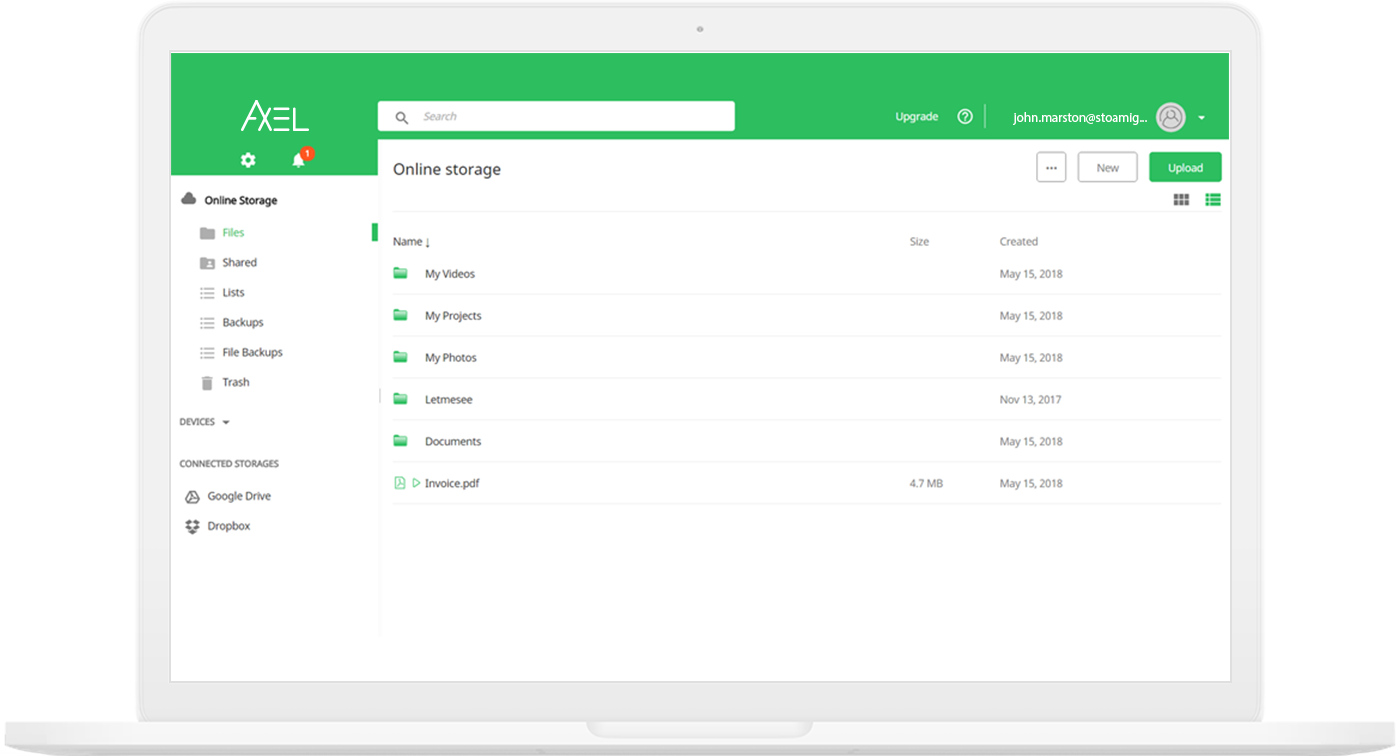 AXEL
Search
Upgrade
?
john.marston@stoamig...
1
Online storage
...
New
Upload
Online Storage
Files
Shared
Lists
Backups
File Backups
Trash
DEVICES
CONNECTED STORAGES
Google Drive
Dropbox
Name ↓ Size Created
My Videos May 15, 2018
My Projects May 15, 2018
My Photos May 15, 2018
Letmesee Nov 13, 2017
Documents May 15, 2018
Invoice.pdf 4.7 MB May 15, 2018